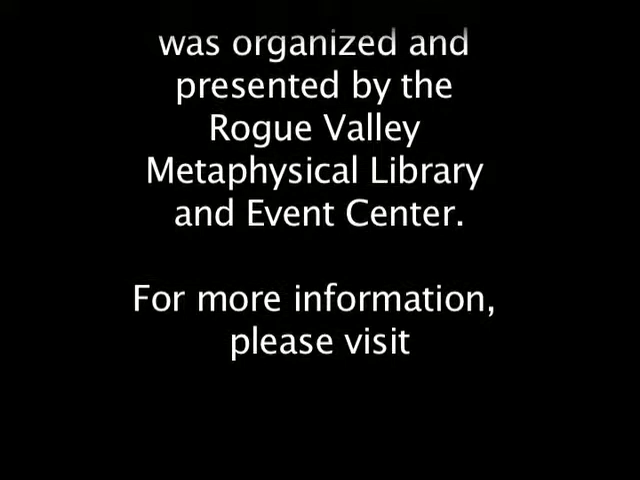 was organized and
presented by the
Rogue Valley
Metaphysical Library
and Event Center.
For more information,
please visit